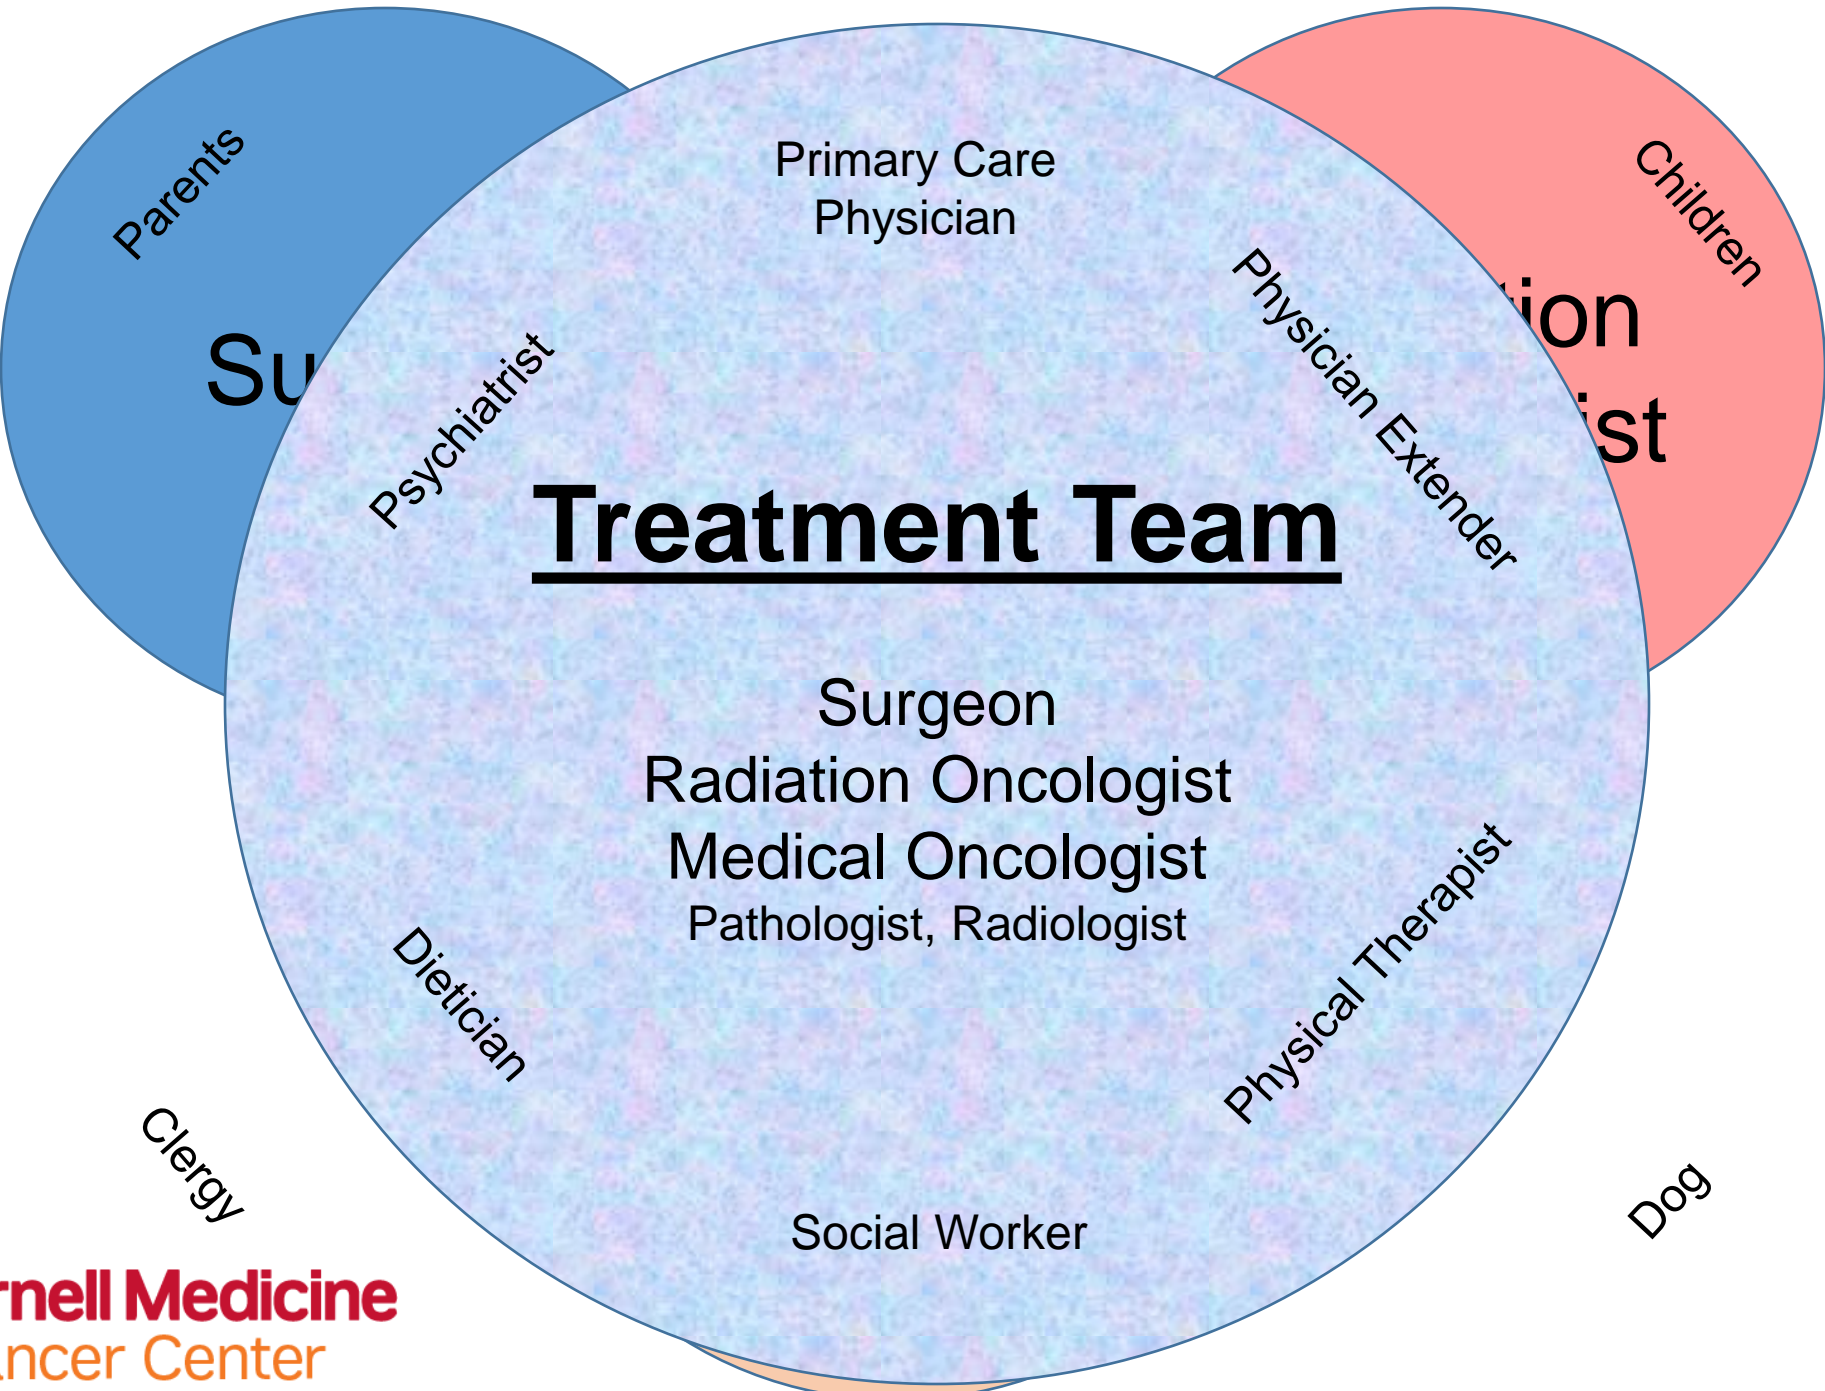 Parents
Primary Care
Physician
Children
Su
Psychiatrist
Physician Extender
tion
ist
Treatment Team
Surgeon
Radiation Oncologist
Medical Oncologist
Pathologist, Radiologist
Dietician
Physical Therapist
Clergy
Dog
Social Worker
rnell Medicine
ncer Center